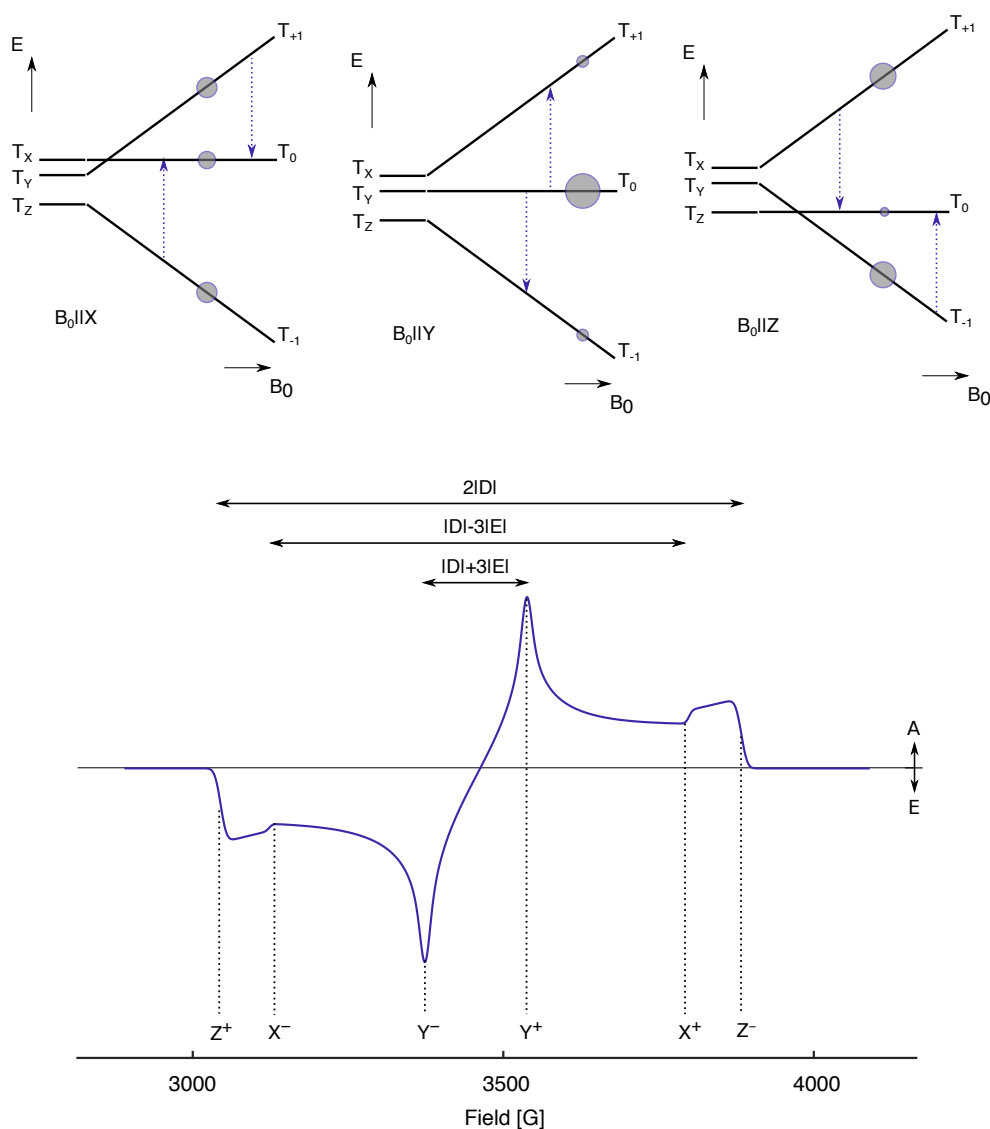 E
T+1
TX
TY
TZ
T0
B0||X
T-1
B0
E
T+1
TX
TY
TZ
T0
B0||Y
T-1
B0
E
T+1
TX
TY
TZ
T0
B0||Z
T-1
B0
2|D|
|D|-3|E|
|D|+3|E|
A
E
Z+ X− Y− Y+ X+ Z-
3000 3500 4000
Field [G]